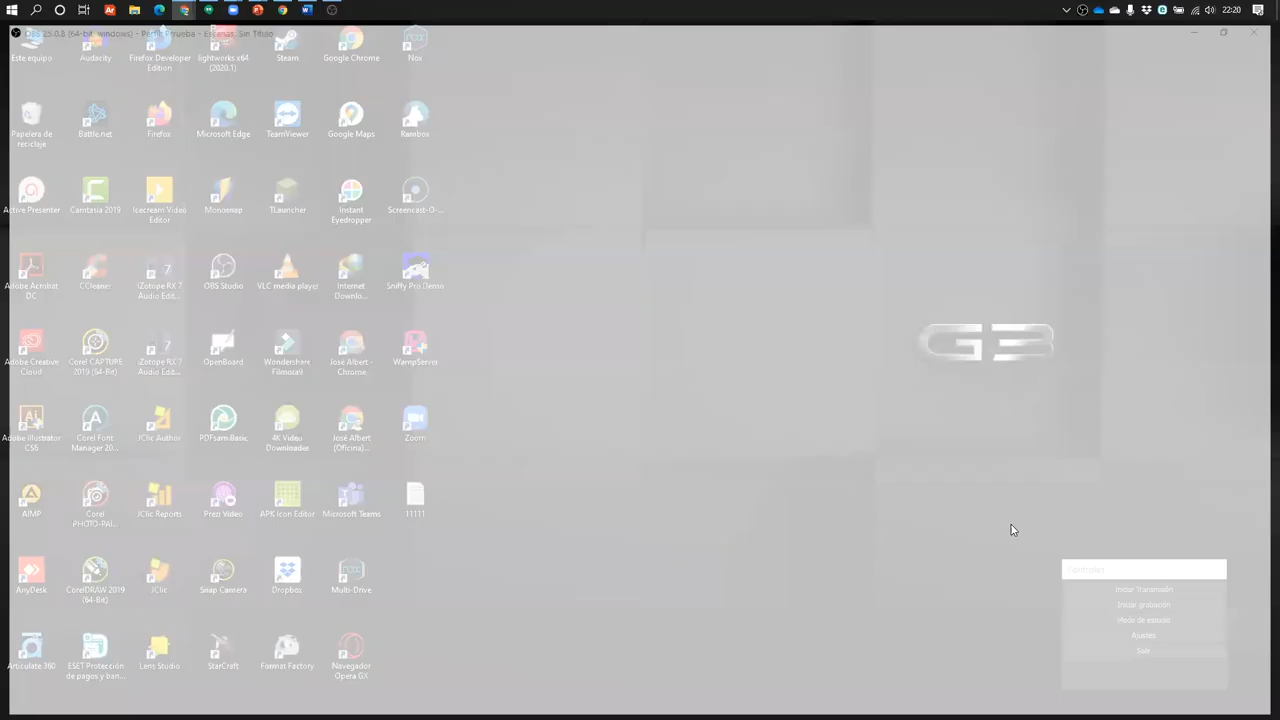 22:20
OBS 25.0.8 (64-bit, windows) - Perfil: Prueba - Escenas: Sin Título
Este equipo
Audacity
Firefox Developer
Edition
lightworks x64
(2020.1)
Steam
Google Chrome
Nox
Papelera de
reciclaje
Battle.net
Firefox
Microsoft Edge
TeamViewer
Google Maps
Rambox
Active Presenter
Camtasia 2019
Icecream Video
Editor
Monosnap
TLauncher
Instant
Eyedropper
Screencast-O-...
Adobe Acrobat
DC
CCleaner
iZotope RX 7
Audio Edit...
OBS Studio
VLC media player
Internet
Downlo...
Sniffy Pro Demo
G3
Adobe Creative
Cloud
Corel CAPTURE
2019 (64-Bit)
iZotope RX 7
Audio Edit...
OpenBoard
Wondershare
Filmora9
José Albert -
Chrome
WampServer
Adobe Illustrator
CS6
Corel Font
Manager 20...
JClic Author
PDFsam Basic
4K Video
Downloader
José Albert
(Oficina)...
Zoom
AIMP
Corel
PHOTO-PAI...
JClic Reports
Prezi Video
APK Icon Editor
Microsoft Teams
11111
AnyDesk
CorelDRAW 2019
(64-Bit)
JClic
Snap Camera
Dropbox
Multi-Drive
Articulate 360
ESET Protección
de pagos y ban...
Lens Studio
StarCraft
Format Factory
Navegador
Opera GX
Controles
Iniciar Transmisión
Iniciar grabación
Modo de estudio
Ajustes
Salir